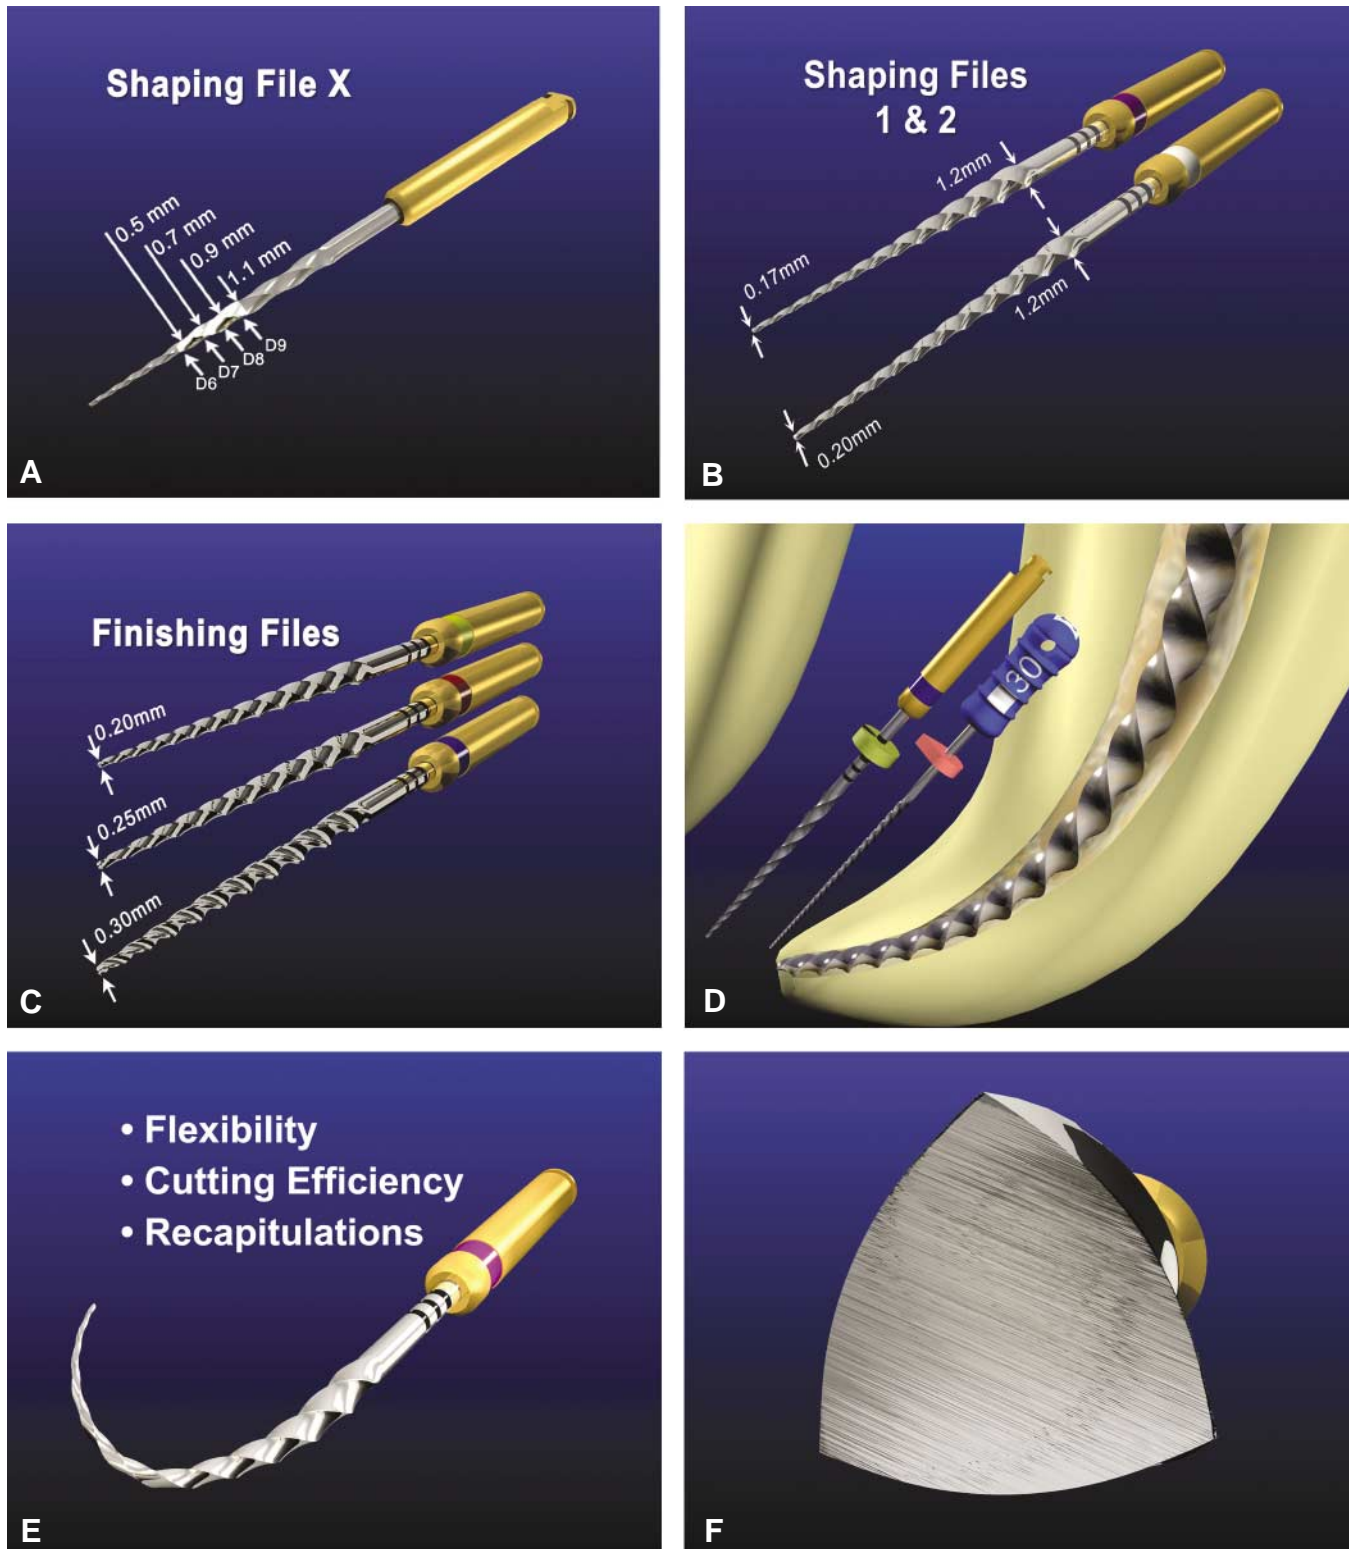 Shaping File X
0.5 mm
0.7 mm
0.9 mm
1.1 mm
D6
D7
D8
D9
A
Shaping Files
1 & 2
1.2mm
0.17mm
1.2mm
0.20mm
B
Finishing Files
0.20mm
0.25mm
0.30mm
C
30
D
• Flexibility
• Cutting Efficiency
• Recapitulations
E
F